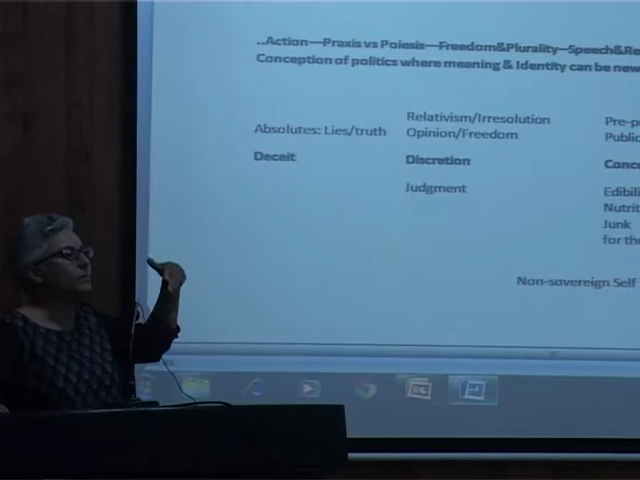 ..Action—Praxis vs Poiesis—Freedom&Plurality—Speech&Re
Conception of politics where meaning & Identity can be new
Relativism/Irresolution
Pre-p
Absolutes: Lies/truth
Opinion/Freedom
Public
Deceit
Discretion
Conce
Judgment
Edibili
Nutrit
Junk
for the
Non-sovereign Self